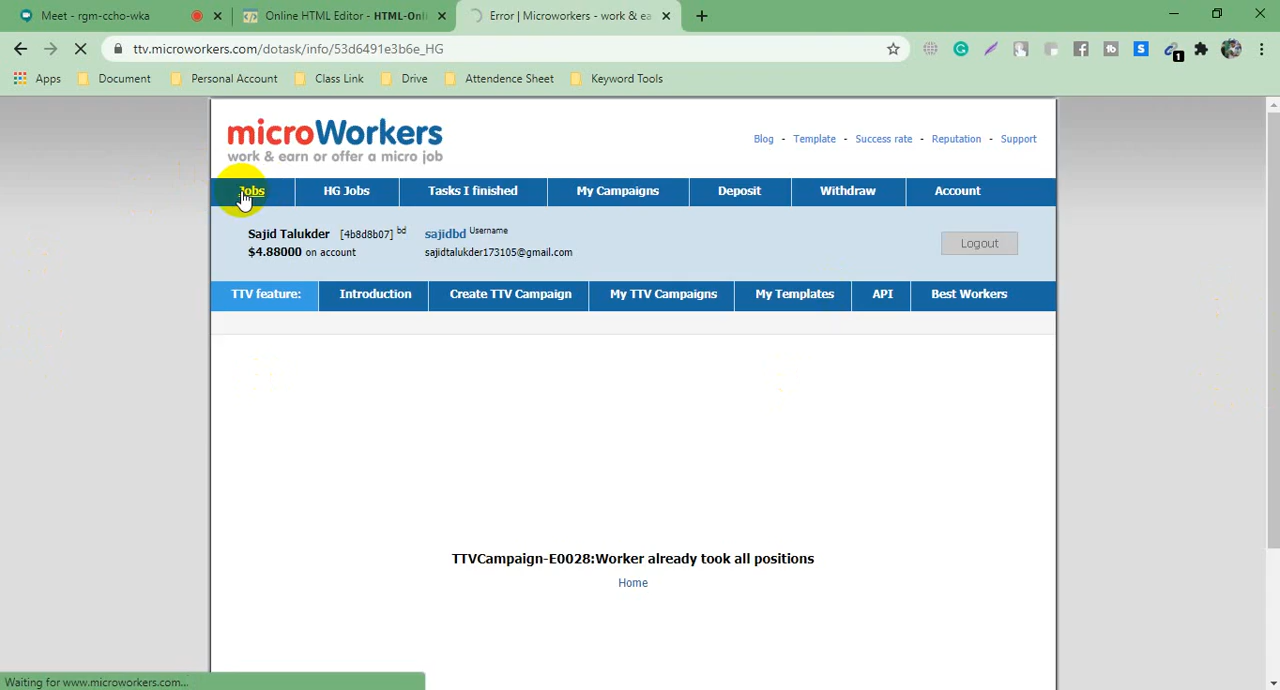 Meet - rgm-ccho-wka
Online HTML Editor - HTML-Onl
Error | Microworkers - work & ea
ttv.microworkers.com/dotask/info/53d6491e3b6e_HG
1
Apps Document Personal Account Class Link Drive Attendence Sheet Keyword Tools
microWorkers
work & earn or offer a micro job
Blog - Template - Success rate - Reputation - Support
Jobs HG Jobs Tasks I finished My Campaigns Deposit Withdraw Account
Sajid Talukder [4b8d8b07] bd sajidbd Username
$4.88000 on account sajidtalukder173105@gmail.com
Logout
TTV feature: Introduction Create TTV Campaign My TTV Campaigns My Templates API Best Workers
TTVCampaign-E0028:Worker already took all positions
Home
Waiting for www.microworkers.com...